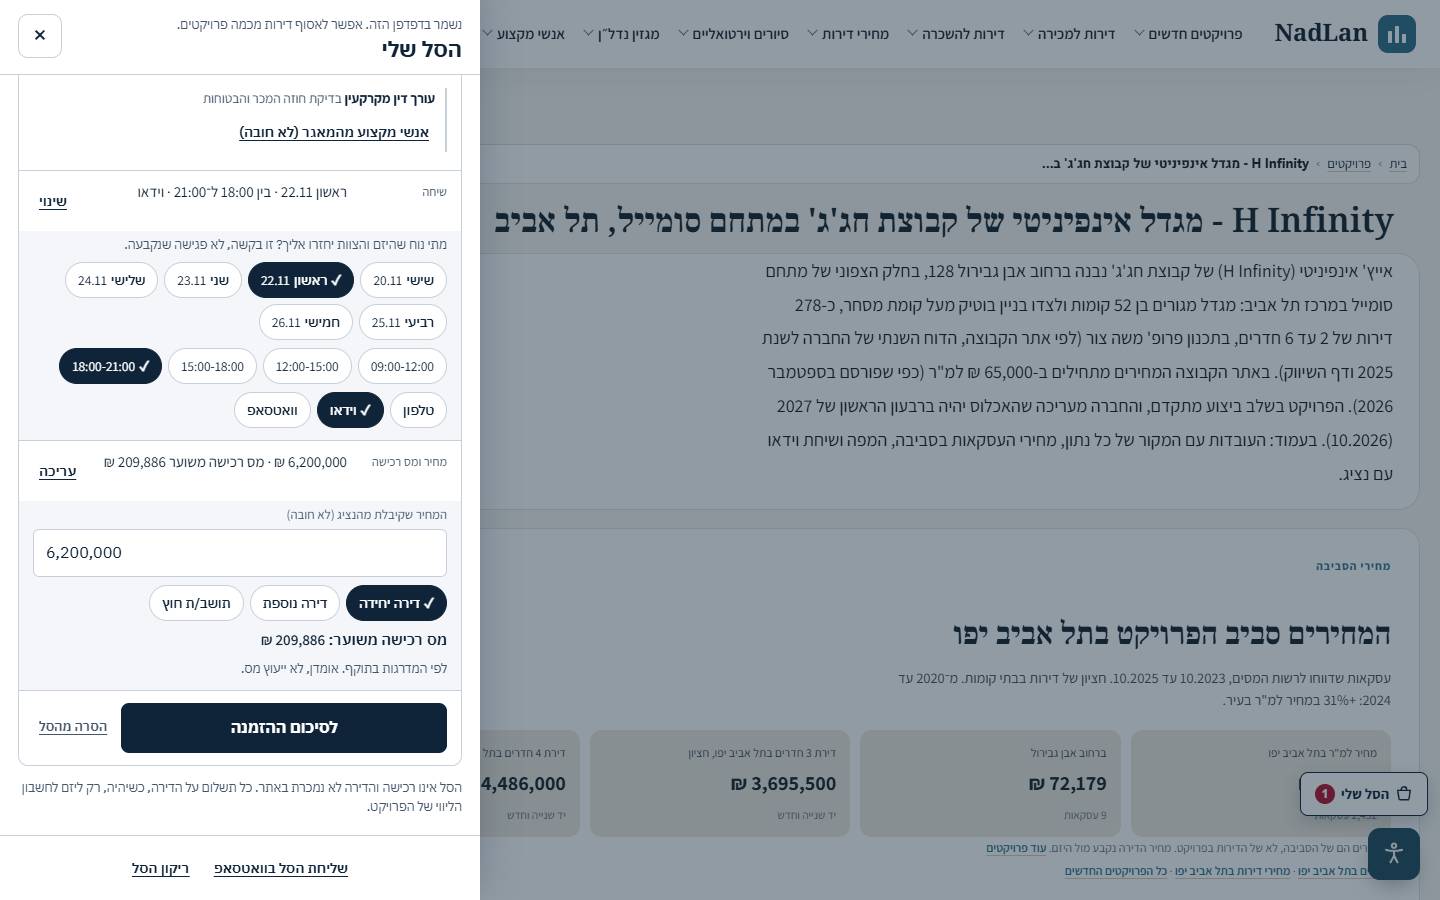 נשמר בדפדפן הזה. אפשר לאסוף דירות מכמה פרויקטים.
הסל שלי
עורך דין מקרקעין בדיקת חוזה המכר והבטוחות
אנשי מקצוע מהמאגר (לא חובה)
שיחה
ראשון 22.11 · בין 18:00 ל־21:00 · וידאו
שינוי
מתי נוח שהיזם והצוות יחזרו אליך? זו בקשה, לא פגישה שנקבעה.
שישי 20.11
✓ ראשון 22.11
שני 23.11
שלישי 24.11
רביעי 25.11
חמישי 26.11
09:00-12:00
12:00-15:00
15:00-18:00
✓ 18:00-21:00
טלפון
✓ וידאו
וואטסאפ
מחיר ומס רכישה
6,200,000 ₪ · מס רכישה משוער 209,886 ₪
עריכה
המחיר שקיבלת מהנציג (לא חובה)
6,200,000
✓ דירה יחידה
דירה נוספת
תושב/ת חוץ
מס רכישה משוער: 209,886 ₪
לפי המדרגות בתוקף. אומדן, לא ייעוץ מס.
לסיכום ההזמנה
הסרה מהסל
הסל אינו רכישה והדירה לא נמכרת באתר. כל תשלום על הדירה, כשיהיה, רק ליזם לחשבון
הליווי של הפרויקט.
שליחת הסל בוואטסאפ
ריקון הסל
NadLan
פרויקטים חדשים
דירות למכירה
דירות להשכרה
מחירי דירות
סיורים וירטואליים
מגזין נדל״ן
אנשי מקצוע
בית › פרויקטים › H Infinity - מגדל אינפיניטי של קבוצת חג'ג' ב...
H Infinity - מגדל אינפיניטי של קבוצת חג'ג' במתחם סומייל, תל אביב
אייץ' אינפיניטי (H Infinity) של קבוצת חג'ג' נבנה ברחוב אבן גבירול 128, בחלק הצפוני של מתחם
סומייל במרכז תל אביב: מגדל מגורים בן 52 קומות ולצדו בניין בוטיק מעל קומת מסחר, כ-278
דירות של 2 עד 6 חדרים, בתכנון פרופ' משה צור (לפי אתר הקבוצה, הדוח השנתי של החברה לשנת
2025 ודף השיווק). באתר הקבוצה המחירים מתחילים ב-65,000 ₪ למ"ר (כפי שפורסם בספטמבר
2026). הפרויקט בשלב ביצוע מתקדם, והחברה מעריכה שהאכלוס יהיה ברבעון הראשון של 2027
(10.2026). בעמוד: העובדות עם המקור של כל נתון, מחירי העסקאות בסביבה, המפה ושיחת וידאו
עם נציג.
מחירי הסביבה
המחירים סביב הפרויקט בתל אביב יפו
עסקאות שדווחו לרשות המסים, 10.2023 עד 10.2025. חציון של דירות בבתי קומות. מ־2020 עד
2024: +31% במחיר למ"ר בעיר.
מחיר למ"ר בתל אביב יפו
ברחוב אבן גבירול
72,179 ₪
9 עסקאות
דירת 3 חדרים בתל אביב יפו, חציון
3,695,500 ₪
יד שנייה וחדש
דירת 4 חדרים בתל
4,486,000
יד שנייה וחדש
הם של הסביבה, לא של הדירות בפרויקט. מחיר הדירה נקבע מול היזם. עוד פרויקטים
בתל אביב יפו · מחירי דירות בתל אביב יפו · כל הפרויקטים החדשים
הסל שלי
1